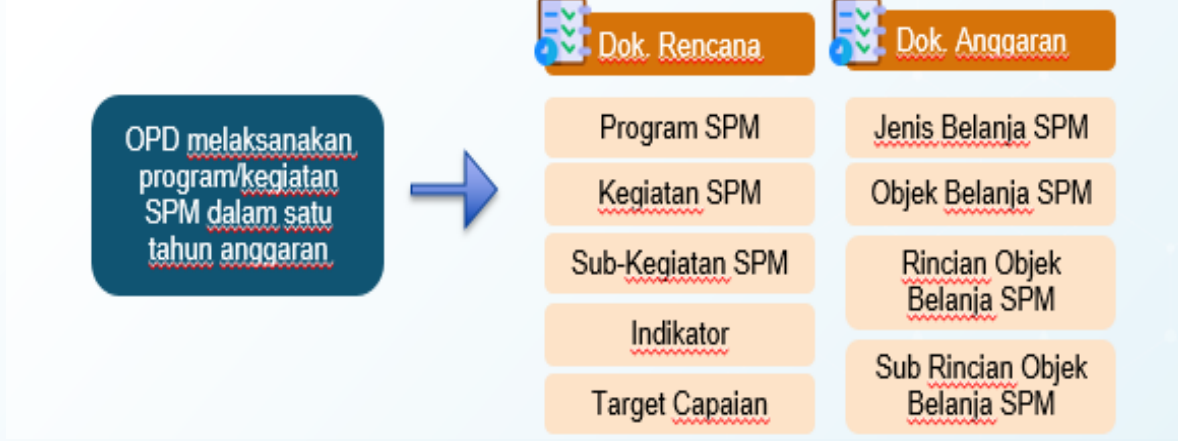 OPD melaksanakan
program/kegiatan
SPM dalam satu
tahun anggaran
Dok. Rencana
Program SPM
Kegiatan SPM
Sub-Kegiatan SPM
Indikator
Target Capaian
Dok. Anggaran
Jenis Belanja SPM
Objek Belanja SPM
Rincian Objek
Belanja SPM
Sub Rincian Objek
Belanja SPM